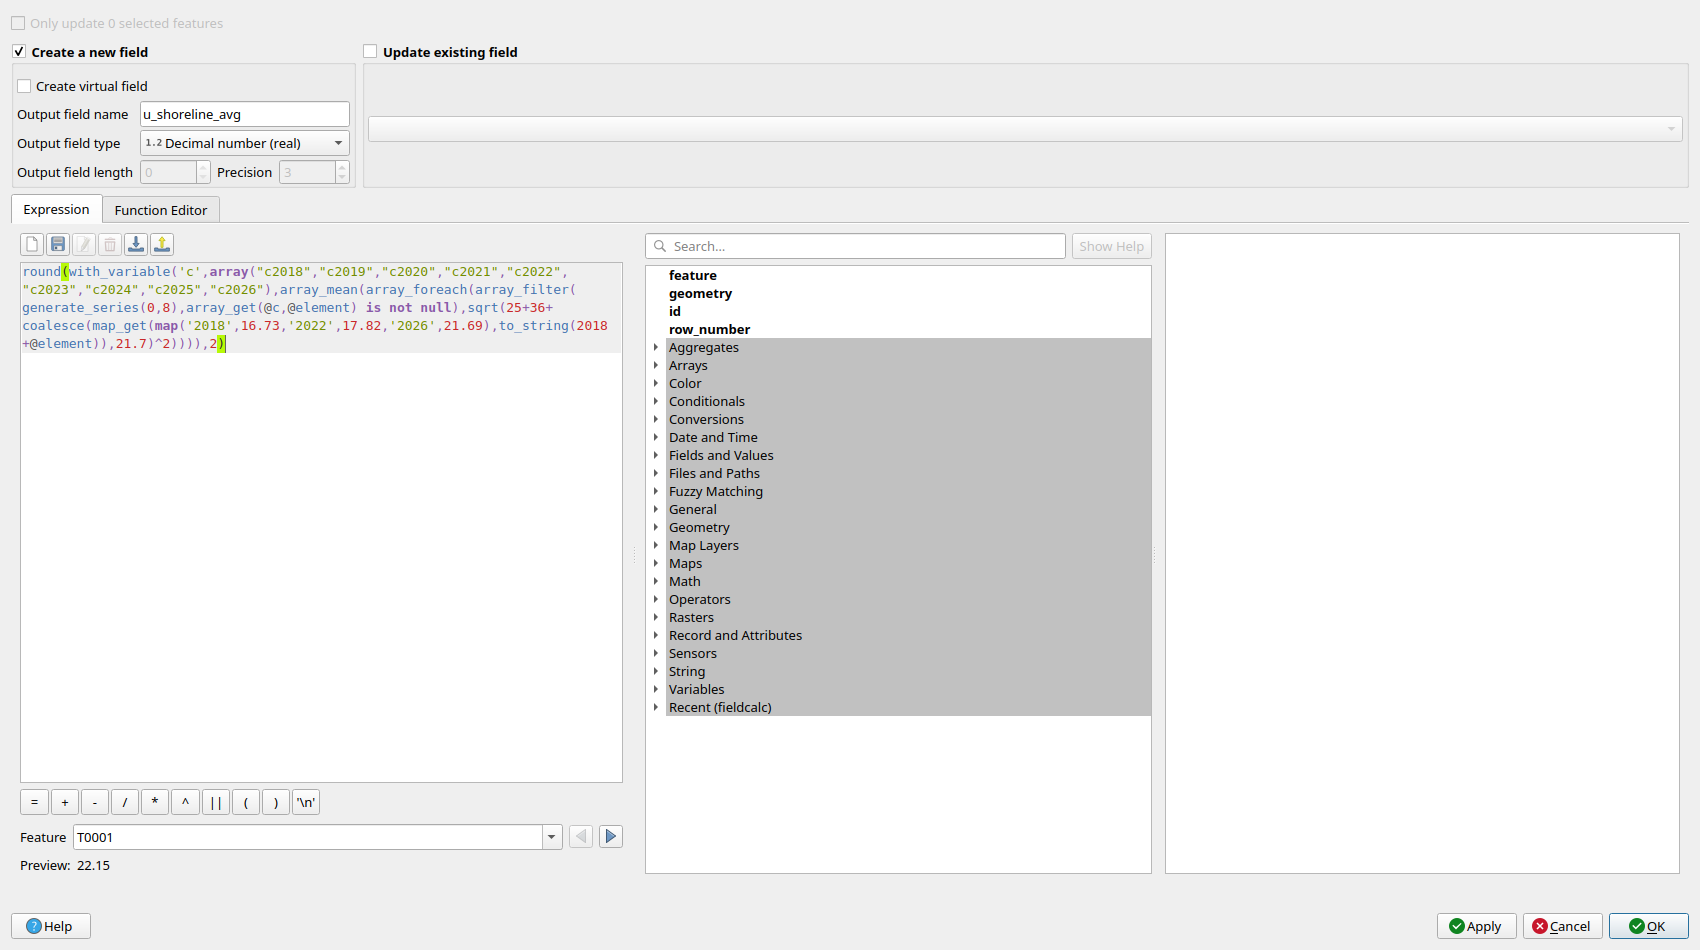 Only update 0 selected features
Create a new field
Update existing field
Create virtual field
Output field name u_shoreline_avg
Output field type 1.2 Decimal number (real)
Output field length 0 Precision 3
Expression Function Editor
Search... Show Help
round(with_variable('c',array("c2018","c2019","c2020","c2021","c2022",
"c2023","c2024","c2025","c2026"),array_mean(array_foreach(array_filter(
generate_series(0,8),array_get(@c,@element) is not null),sqrt(25+36+
coalesce(map_get(map('2018',16.73,'2022',17.82,'2026',21.69),to_string(2018
+@element)),21.7)^2)))),2)
feature
geometry
id
row_number
Aggregates
Arrays
Color
Conditionals
Conversions
Date and Time
Fields and Values
Files and Paths
Fuzzy Matching
General
Geometry
Map Layers
Maps
Math
Operators
Rasters
Record and Attributes
Sensors
String
Variables
Recent (fieldcalc)
= + - / * ^ || ( ) '\n'
Feature T0001
Preview: 22.15
Help Apply Cancel OK